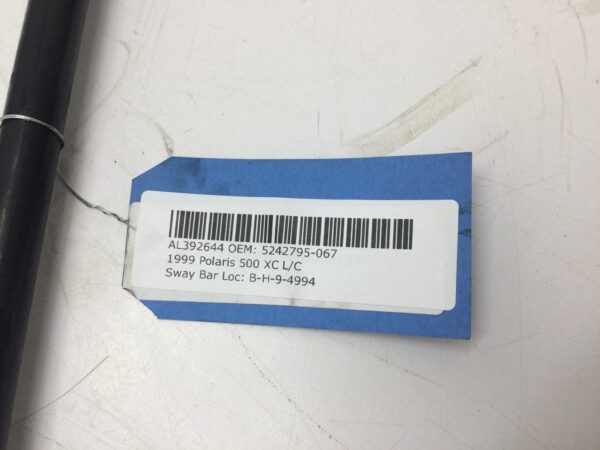 AL392644 OEM: 5242795-067
1999 Polaris 500 XC L/C
Sway Bar Loc: B-H-9-4994